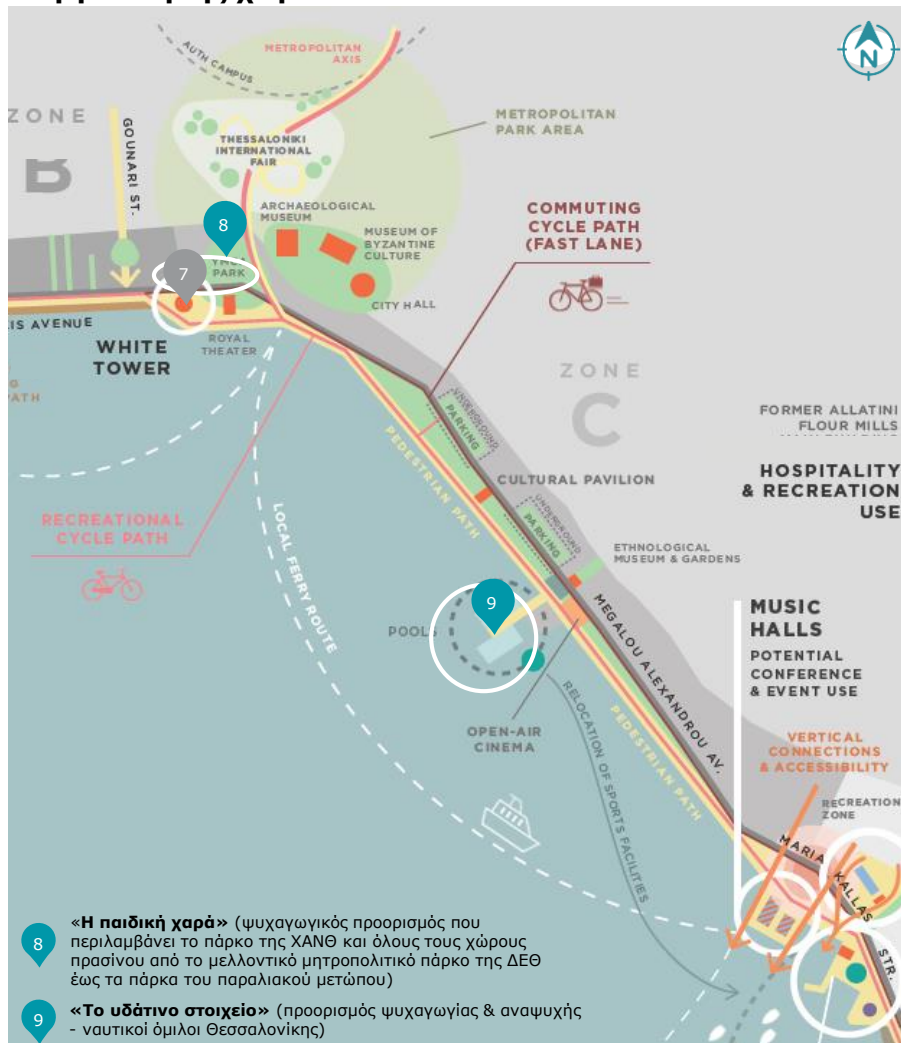 AUTH CAMPUS
METROPOLITAN
AXIS
N
ZONE
B
GOUNARI ST.
THESSALONIKI
INTERNATIONAL
FAIR
METROPOLITAN
PARK AREA
8
ARCHAEOLOGICAL
MUSEUM
MUSEUM OF
BYZANTINE
CULTURE
COMMUTING
CYCLE PATH
(FAST LANE)
7
PARK
CITY HALL
IS AVENUE
WHITE
TOWER
ROYAL
THEATER
ZONE
C
G
ATH
UNDERGROUND
PARKING
FORMER ALLATINI
FLOUR MILLS
PEDESTRIAN PATH
CULTURAL PAVILION
HOSPITALITY
& RECREATION
USE
RECREATIONAL
CYCLE PATH
LOCAL FERRY ROUTE
UNDERGROUND
PARKING
ETHNOLOGICAL
MUSEUM & GARDENS
9
POOLS
MEGALOU ALEXANDROU AV.
MUSIC
HALLS
POTENTIAL
CONFERENCE
& EVENT USE
OPEN-AIR
CINEMA
RELOCATION OF SPORTS FACILITIES
PEDESTRIAN PATH
VERTICAL
CONNECTIONS
& ACCESSIBILITY
RECREATION
ZONE
MARIA KALLAS STR.
8 «Η παιδική χαρά» (ψυχαγωγικός προορισμός που
περιλαμβάνει το πάρκο της ΧΑΝΘ και όλους τους χώρους
πρασίνου από το μελλοντικό μητροπολιτικό πάρκο της ΔΕΘ
έως τα πάρκα του παραλιακού μετώπου)
9 «Το υδάτινο στοιχείο» (προορισμός ψυχαγωγίας & αναψυχής
- ναυτικοί όμιλοι Θεσσαλονίκης)